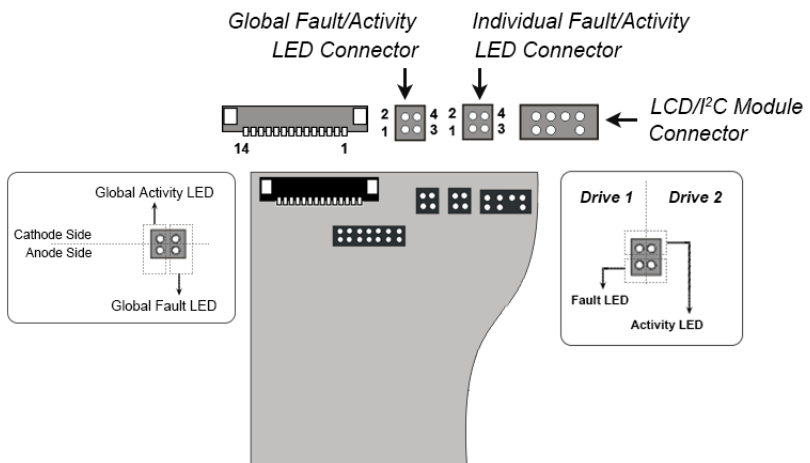 Global Fault/Activity
LED Connector
Individual Fault/Activity
LED Connector
LCD/I²C Module
Connector
2 4
1 3
2 4
1 3
14 1
Global Activity LED
Cathode Side
Anode Side
Global Fault LED
Drive 1 Drive 2
Fault LED
Activity LED